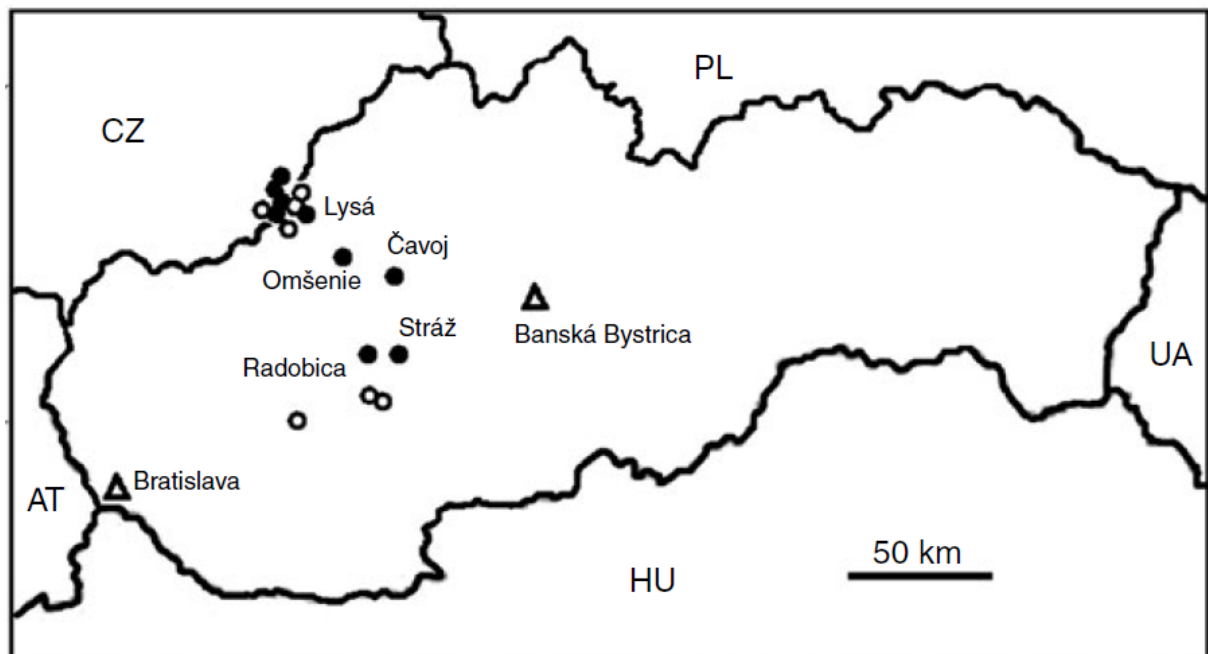 PL
CZ
Lysá
Čavoj
Omšenie
Stráž
Banská Bystrica
UA
Radobica
Bratislava
AT
50 km
HU